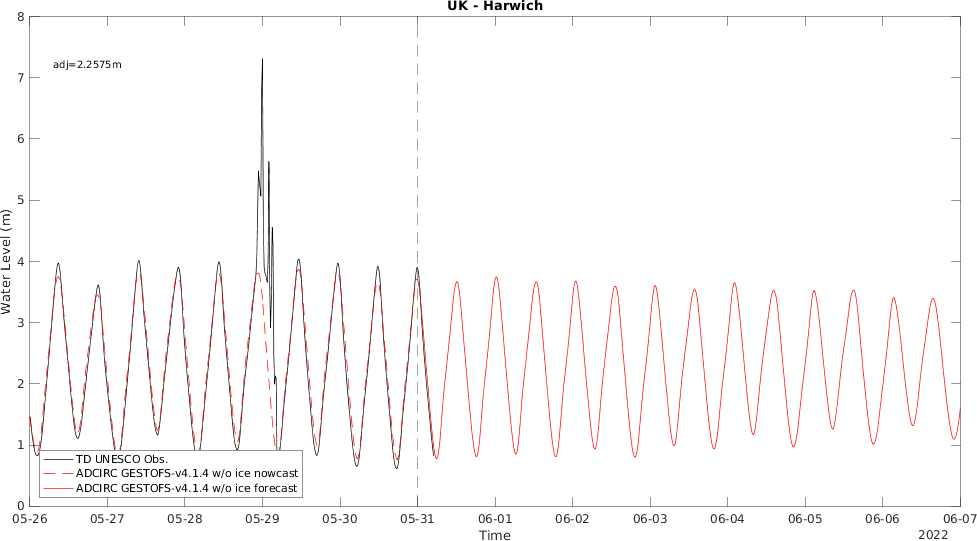 UK - Harwich
adj=2.2575m
Water Level (m)
8
7
6
5
4
3
2
1
0
TD UNESCO Obs.
ADCIRC GESTOFS-v4.1.4 w/o ice nowcast
ADCIRC GESTOFS-v4.1.4 w/o ice forecast
05-26 05-27 05-28 05-29 05-30 05-31 06-01 06-02 06-03 06-04 06-05 06-06 06-07
Time
2022